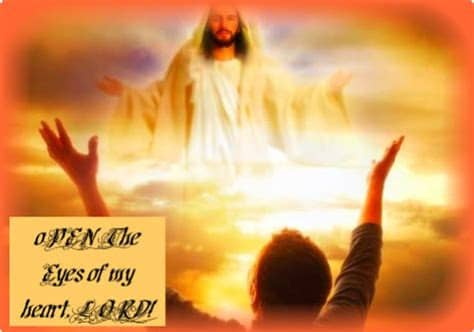 oPEN The
Eyes of my
heart, LORD!